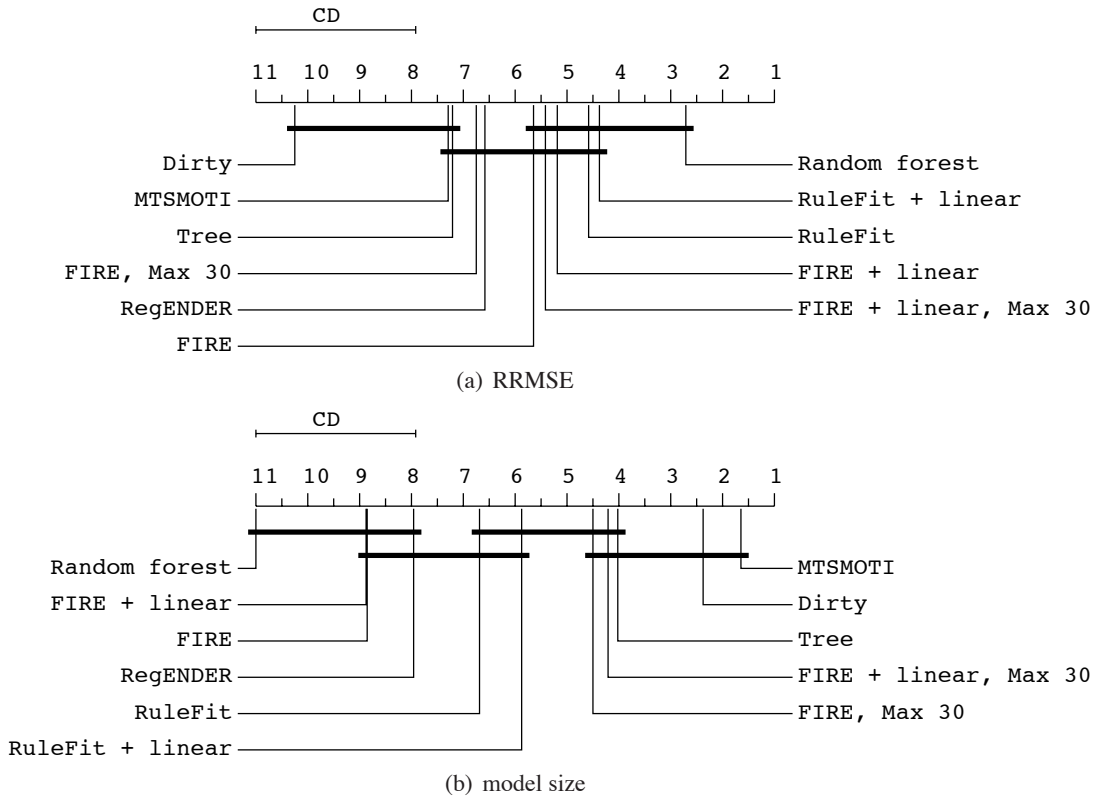 CD
11 10 9 8 7 6 5 4 3 2 1
Dirty
Random forest
MTSMOTI
RuleFit + linear
Tree
RuleFit
FIRE, Max 30
FIRE + linear
RegENDER
FIRE + linear, Max 30
FIRE
(a) RRMSE
CD
11 10 9 8 7 6 5 4 3 2 1
Random forest
MTSMOTI
FIRE + linear
Dirty
FIRE
Tree
RegENDER
FIRE + linear, Max 30
RuleFit
FIRE, Max 30
RuleFit + linear
(b) model size